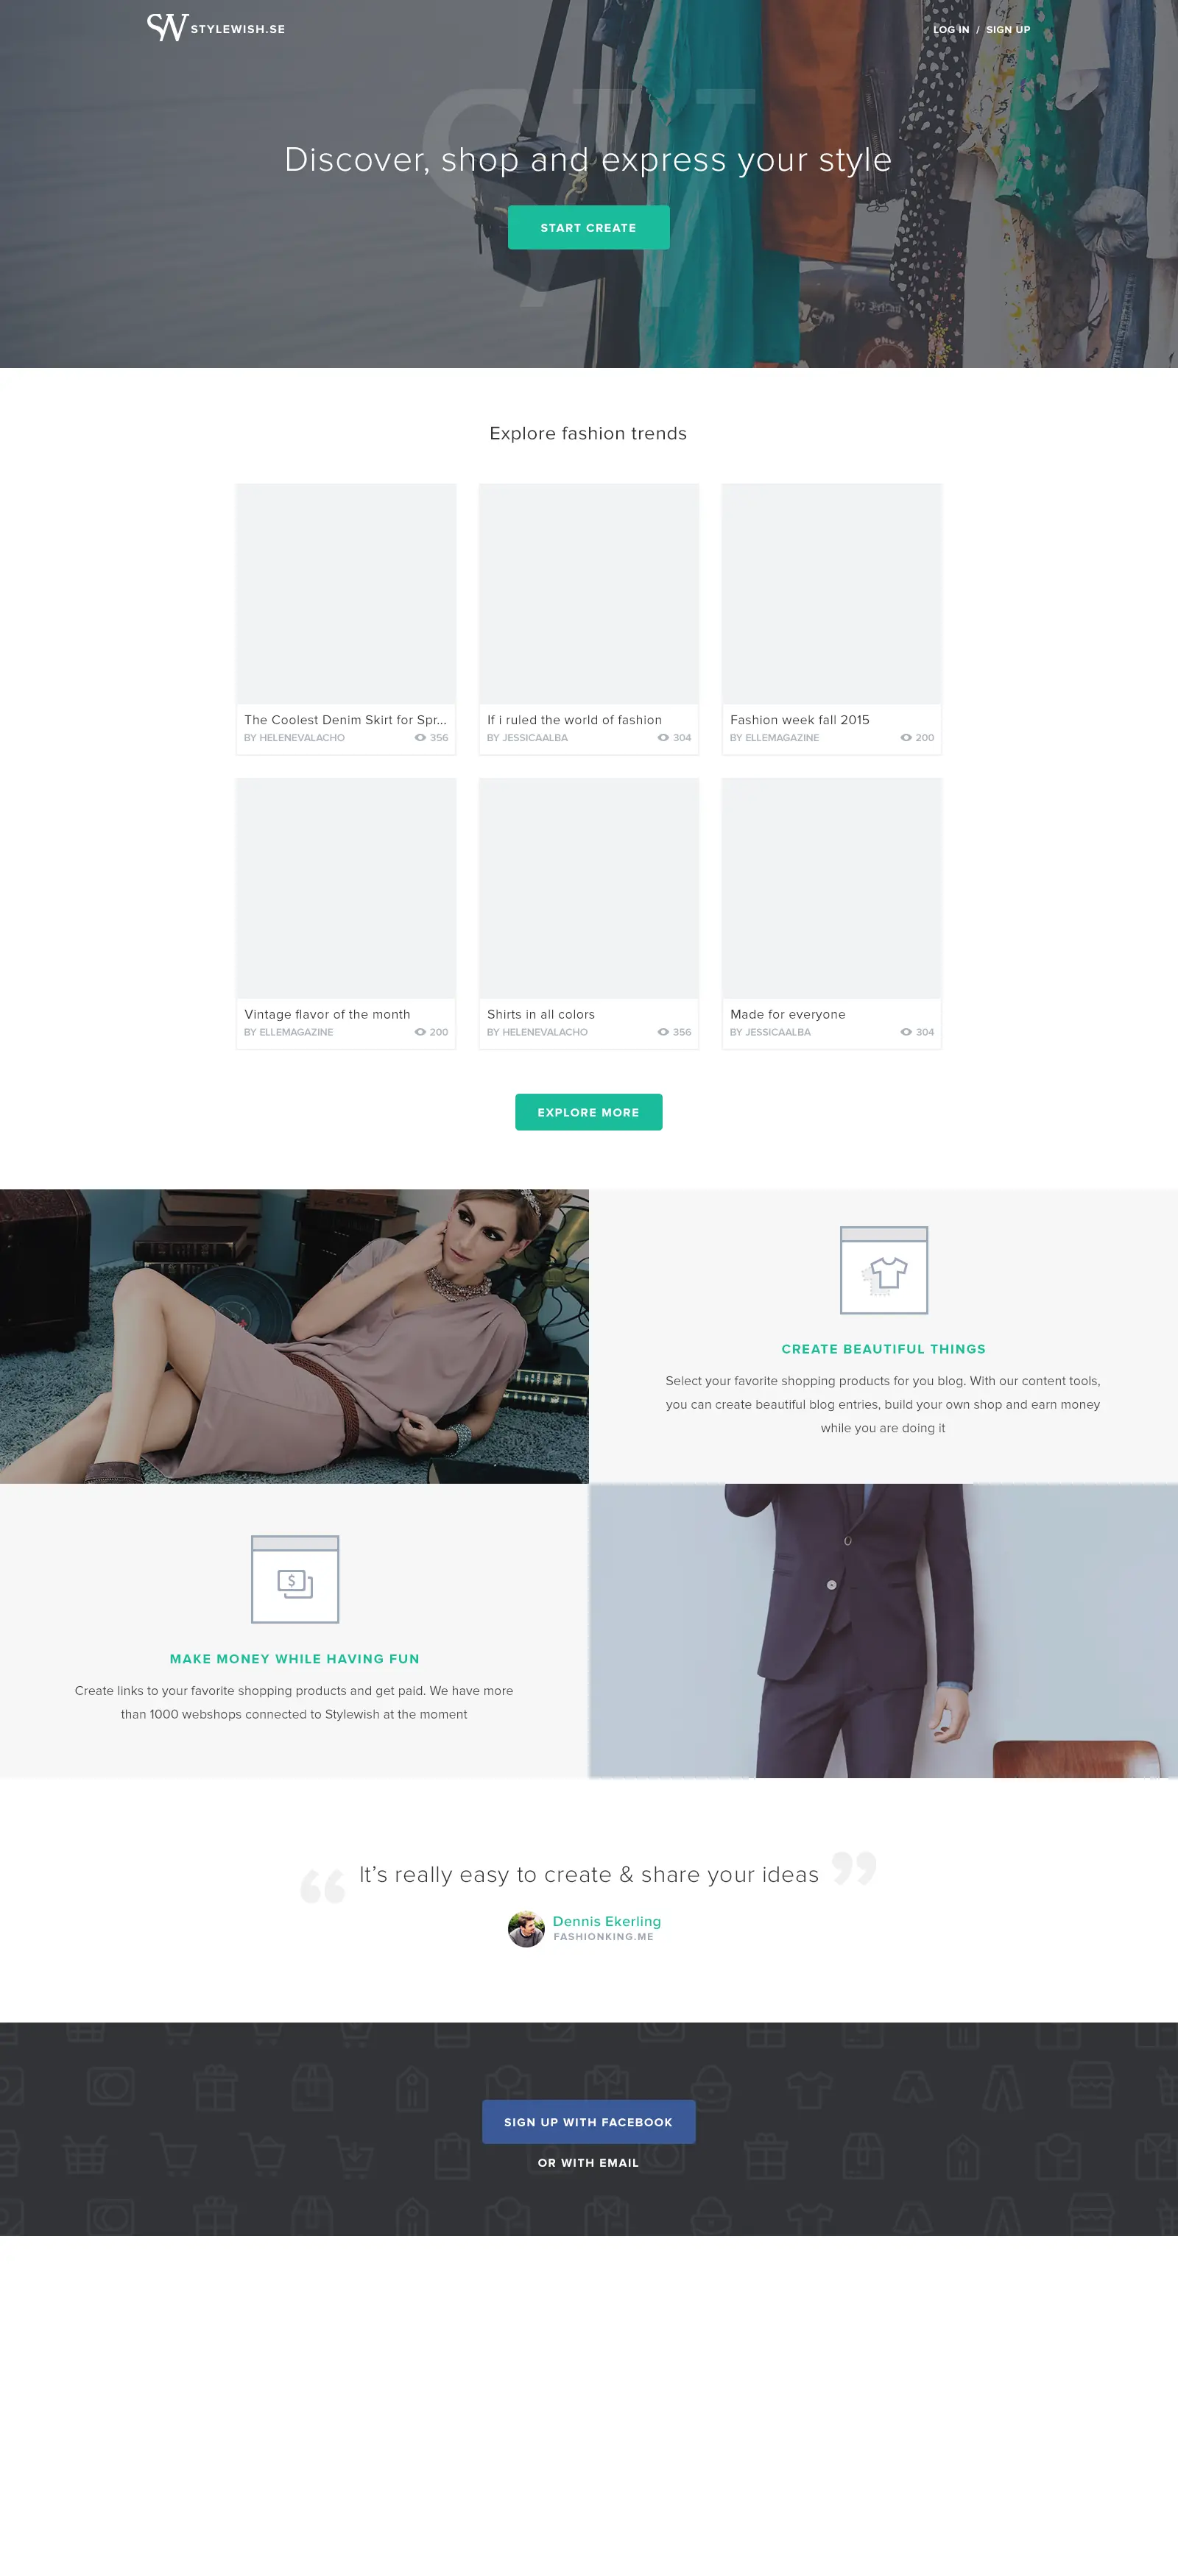 SW STYLEWISH.SE
LOG IN / SIGN UP
SW
Discover, shop and express your style
START CREATE
Explore fashion trends
The Coolest Denim Skirt for Spr...
BY HELENEVALACHO 356
If i ruled the world of fashion
BY JESSICAALBA 304
Fashion week fall 2015
BY ELLEMAGAZINE 200
Vintage flavor of the month
BY ELLEMAGAZINE 200
Shirts in all colors
BY HELENEVALACHO 356
Made for everyone
BY JESSICAALBA 304
EXPLORE MORE
CREATE BEAUTIFUL THINGS
Select your favorite shopping products for you blog. With our content tools,
you can create beautiful blog entries, build your own shop and earn money
while you are doing it
$
MAKE MONEY WHILE HAVING FUN
Create links to your favorite shopping products and get paid. We have more
than 1000 webshops connected to Stylewish at the moment
“ It’s really easy to create & share your ideas ”
Dennis Ekerling
FASHIONKING.ME
SIGN UP WITH FACEBOOK
OR WITH EMAIL